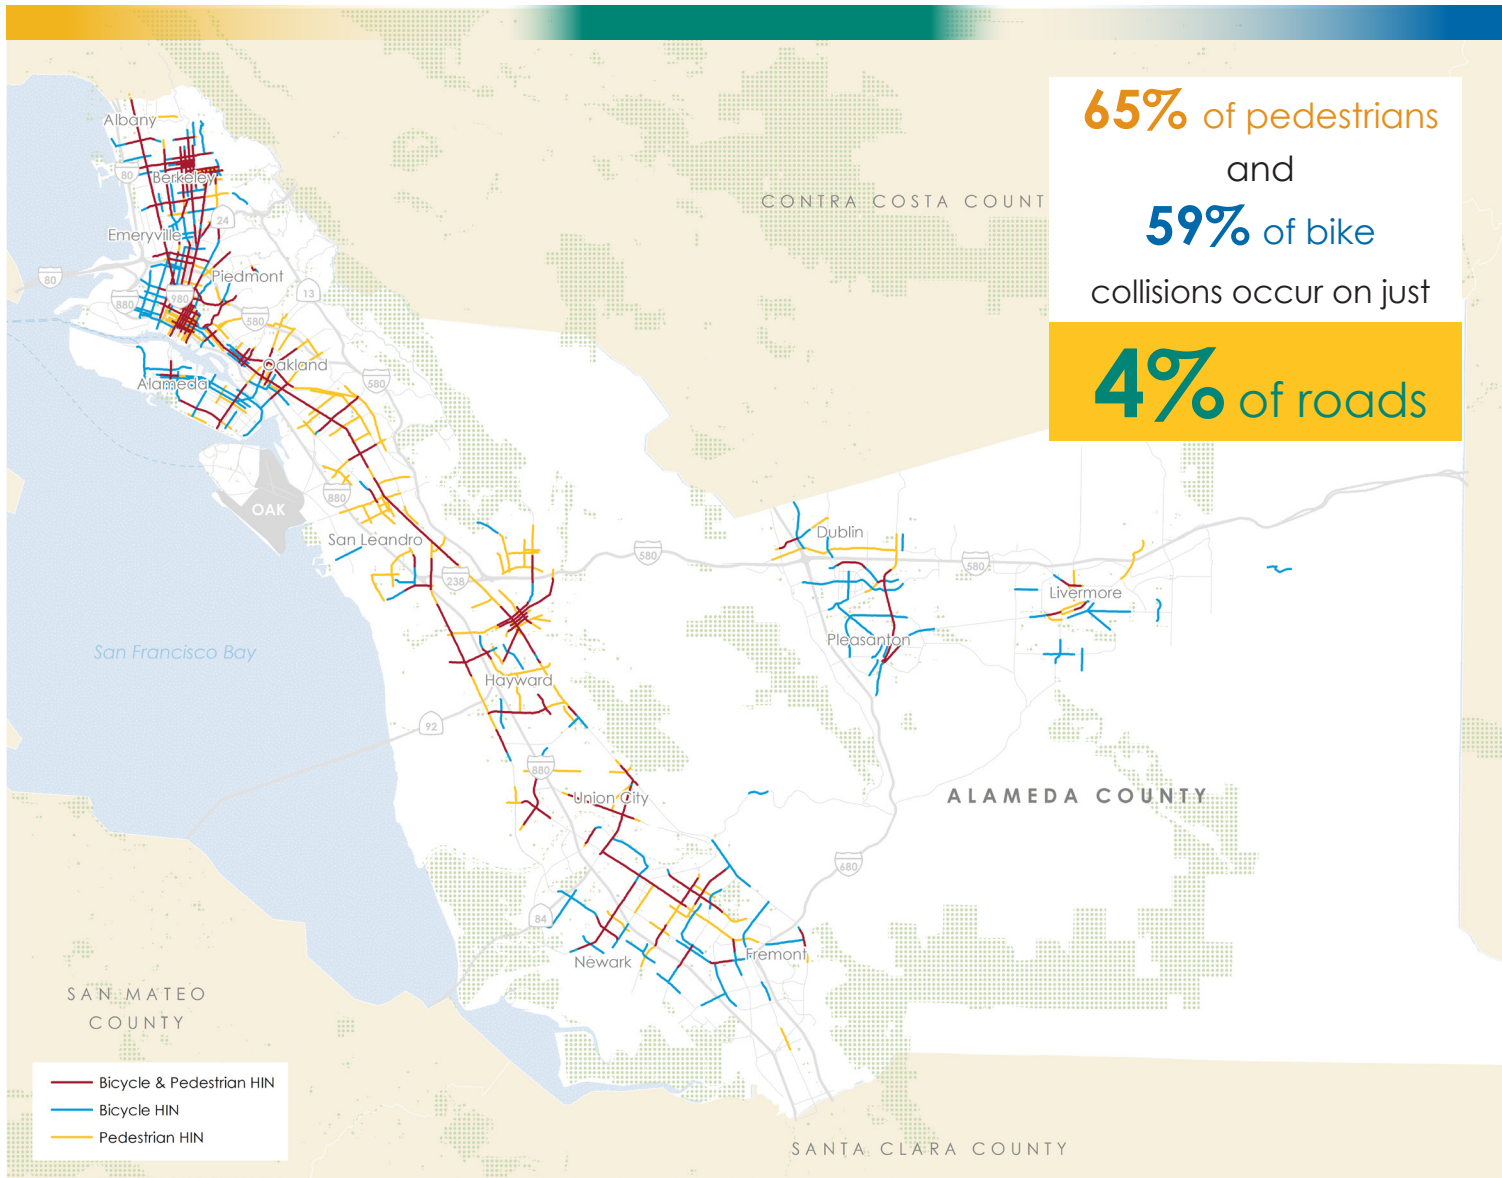 65% of pedestrians
and
59% of bike
collisions occur on just
4% of roads
CONTRA COSTA COUNT
Albany
80
Berkeley
24
Emeryville
80
Piedmont
880
980
13
580
Oakland
580
Alameda
880
OAK
San Leandro
238
580
Dublin
580
Livermore
Pleasanton
San Francisco Bay
Hayward
92
880
Union City
ALAMEDA COUNTY
680
84
Newark
Fremont
SAN MATEO
COUNTY
Bicycle & Pedestrian HIN
Bicycle HIN
Pedestrian HIN
SANTA CLARA COUNTY